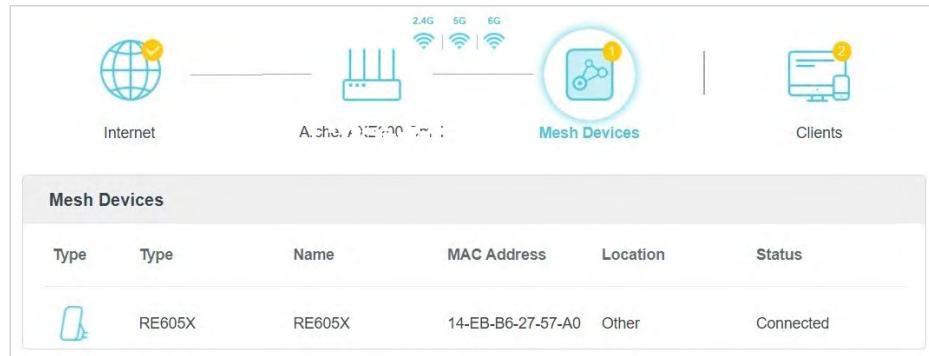 2.4G 5G 6G
1
2
Internet
Mesh Devices
Clients
Mesh Devices
Type Type Name MAC Address Location Status
RE605X RE605X 14-EB-B6-27-57-A0 Other Connected